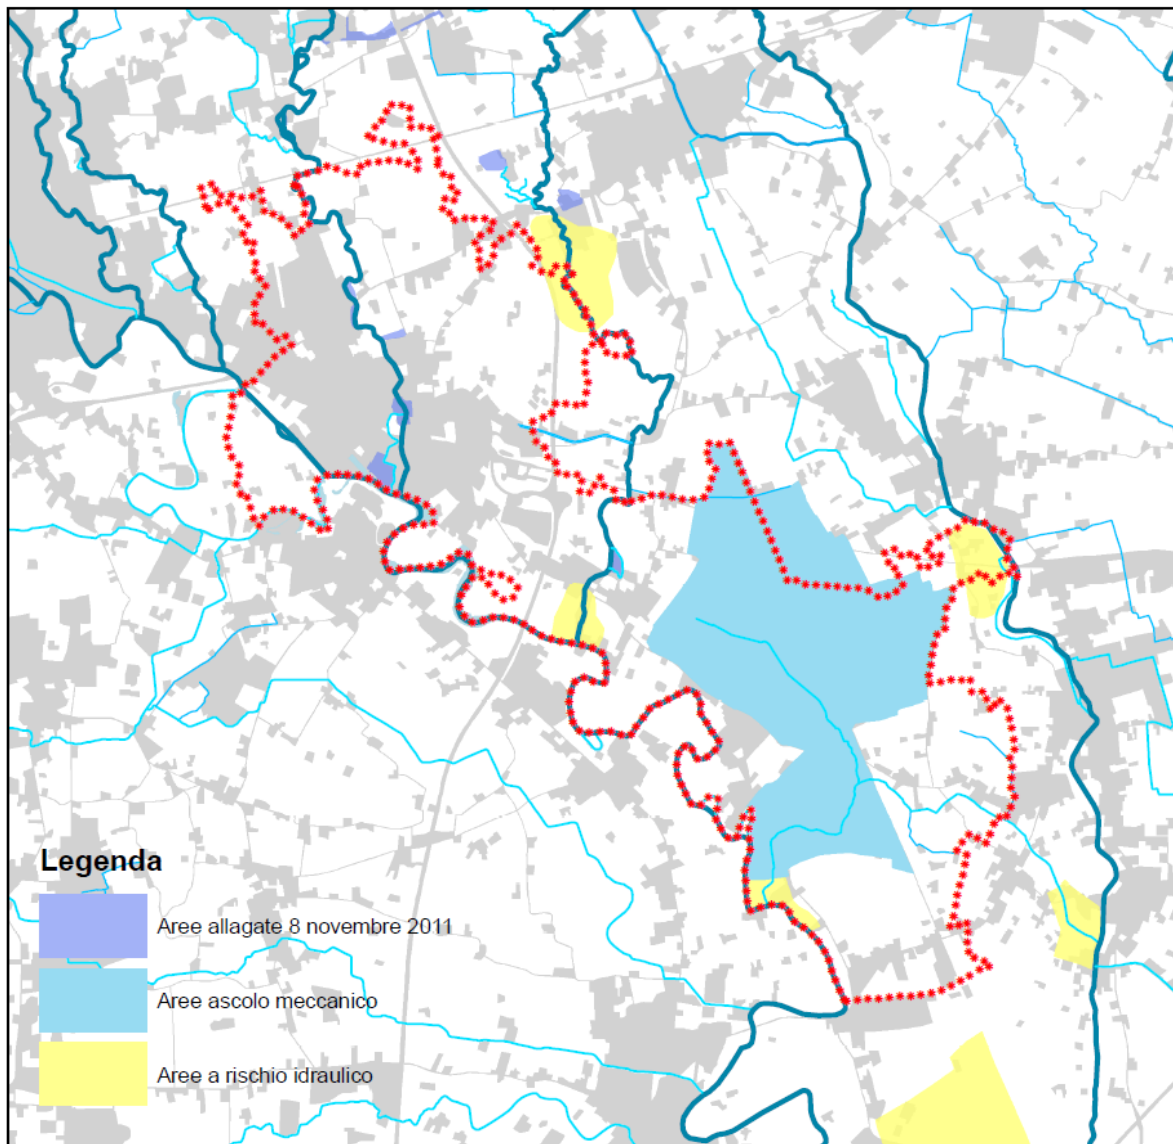 Legenda
Aree allagate 8 novembre 2011
Aree ascolo meccanico
Aree a rischio idraulico